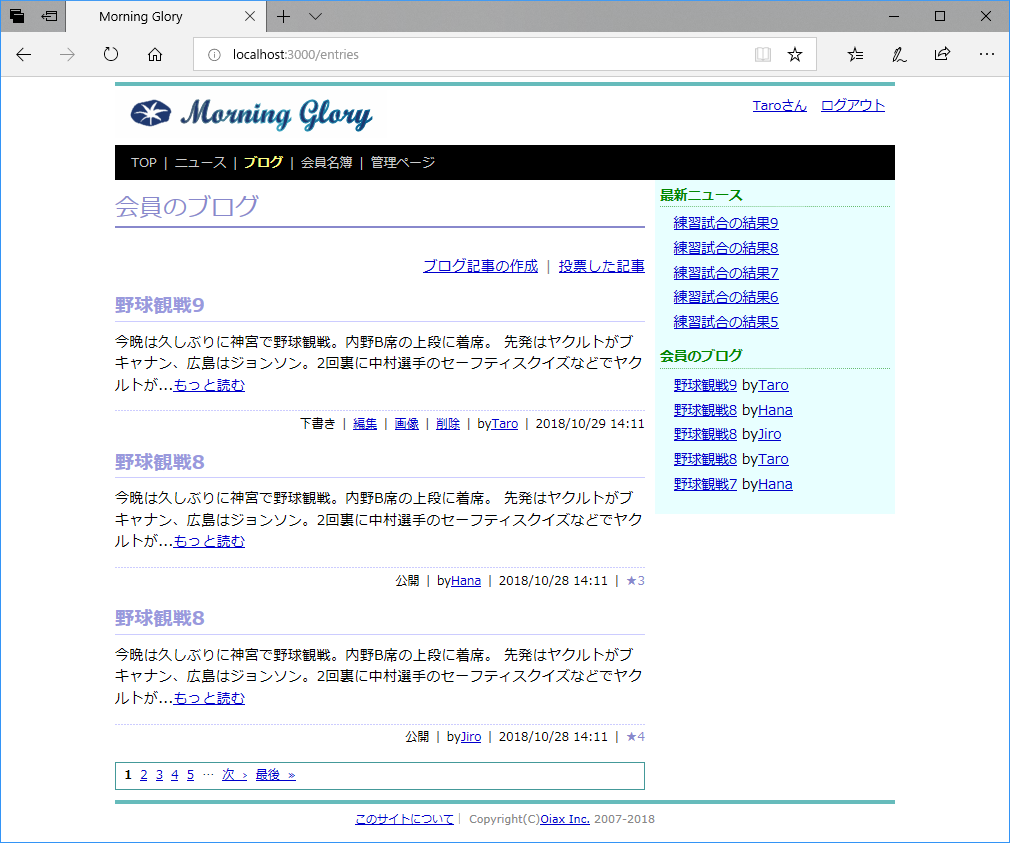 Morning Glory
localhost:3000/entries
Morning Glory
Taroさん ログアウト
TOP | ニュース | ブログ | 会員名簿 | 管理ページ
会員のブログ
ブログ記事の作成 | 投票した記事
野球観戦9
今晩は久しぶりに神宮で野球観戦。内野B席の上段に着席。 先発はヤクルトがブ
キャナン、広島はジョンソン。2回裏に中村選手のセーフティスクイズなどでヤク
ルトが...もっと読む
下書き | 編集 | 画像 | 削除 | byTaro | 2018/10/29 14:11
野球観戦8
今晩は久しぶりに神宮で野球観戦。内野B席の上段に着席。 先発はヤクルトがブ
キャナン、広島はジョンソン。2回裏に中村選手のセーフティスクイズなどでヤク
ルトが...もっと読む
公開 | byHana | 2018/10/28 14:11 | ★3
野球観戦8
今晩は久しぶりに神宮で野球観戦。内野B席の上段に着席。 先発はヤクルトがブ
キャナン、広島はジョンソン。2回裏に中村選手のセーフティスクイズなどでヤク
ルトが...もっと読む
公開 | byJiro | 2018/10/28 14:11 | ★4
1 2 3 4 5 … 次 › 最後 »
最新ニュース
練習試合の結果9
練習試合の結果8
練習試合の結果7
練習試合の結果6
練習試合の結果5
会員のブログ
野球観戦9 byTaro
野球観戦8 byHana
野球観戦8 byJiro
野球観戦8 byTaro
野球観戦7 byHana
このサイトについて | Copyright(C)Oiax Inc. 2007-2018